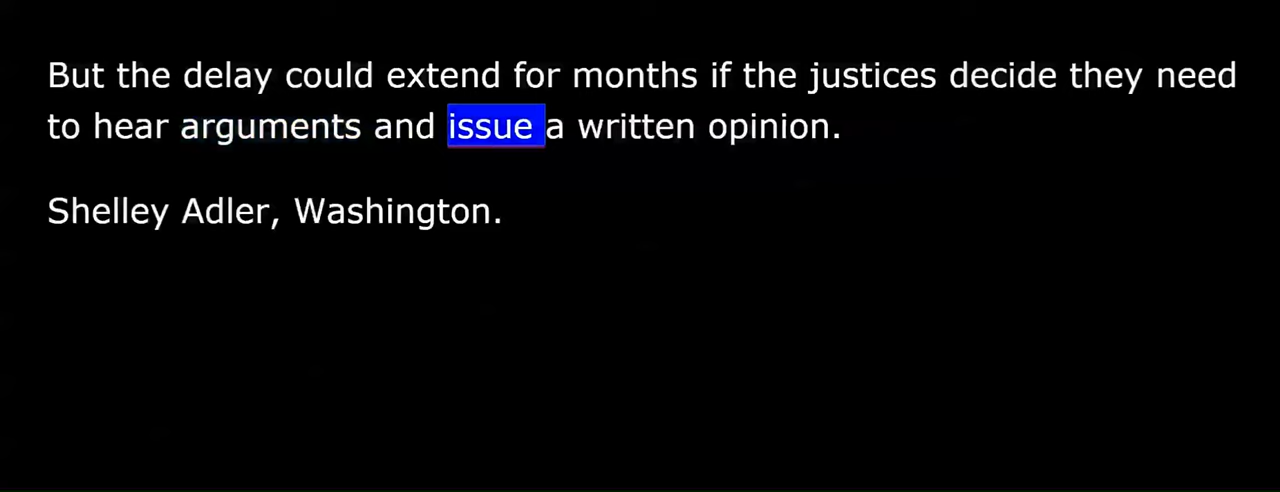 But the delay could extend for months if the justices decide they need
to hear arguments and issue a written opinion.
Shelley Adler, Washington.